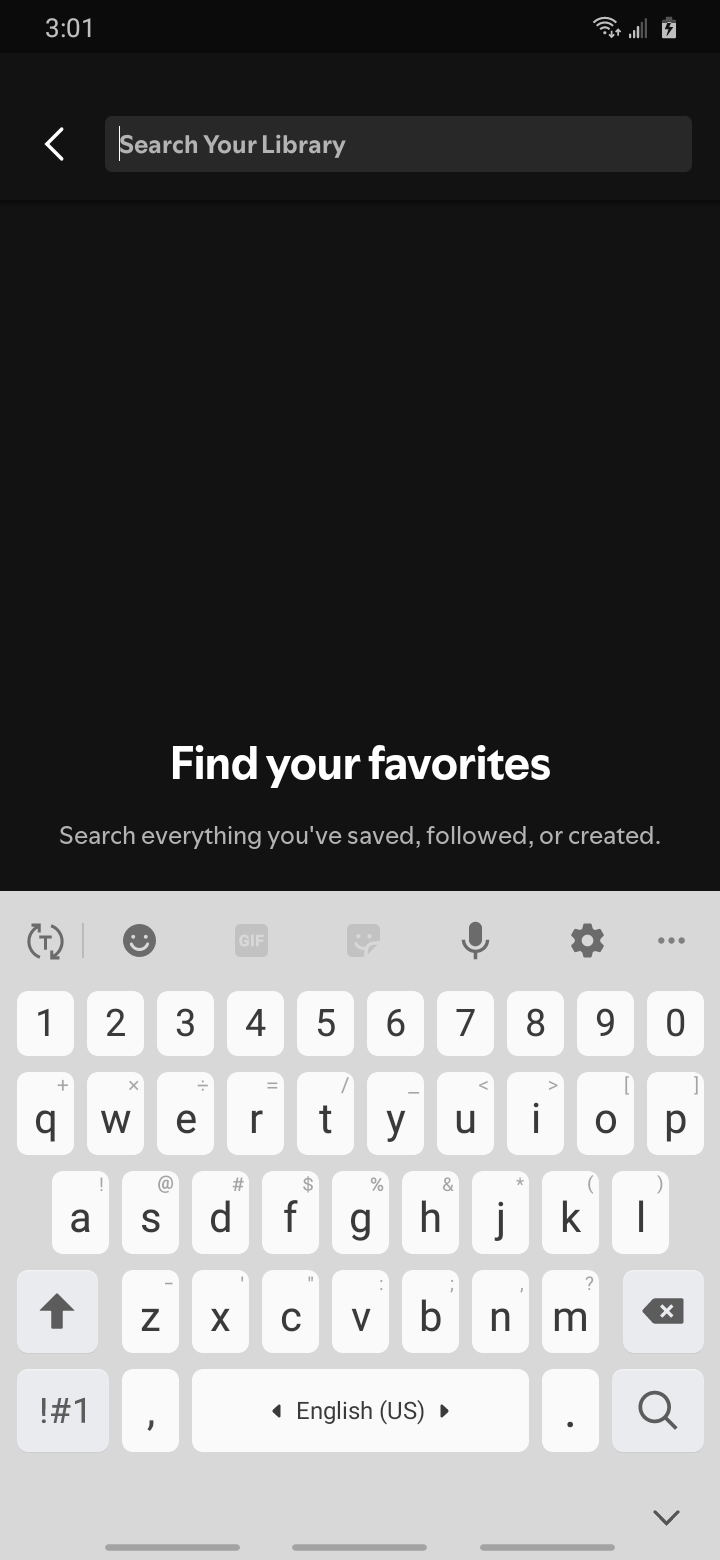 3:01
Search Your Library
Find your favorites
Search everything you've saved, followed, or created.
T GIF
1 2 3 4 5 6 7 8 9 0
+ × ÷ = / _ < > [ ]
q w e r t y u i o p
! @ # $ % & * ( )
a s d f g h j k l
- ' " : ; , ?
z x c v b n m
!#1 , English (US) .